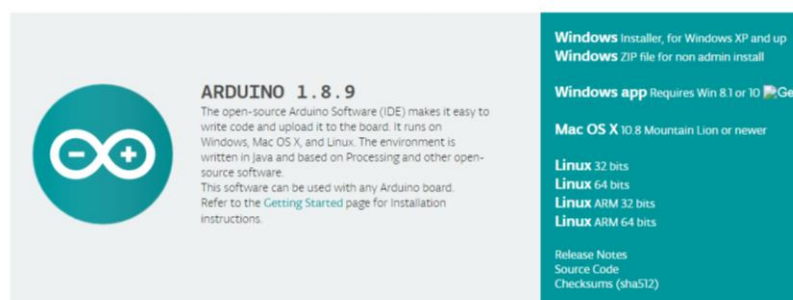 ARDUINO 1.8.9
The open-source Arduino Software (IDE) makes it easy to
write code and upload it to the board. It runs on
Windows, Mac OS X, and Linux. The environment is
written in Java and based on Processing and other open-
source software.
This software can be used with any Arduino board.
Refer to the Getting Started page for Installation
instructions.
Windows Installer, for Windows XP and up
Windows ZIP file for non admin install
Windows app Requires Win 8.1 or 10 Ge
Mac OS X 10.8 Mountain Lion or newer
Linux 32 bits
Linux 64 bits
Linux ARM 32 bits
Linux ARM 64 bits
Release Notes
Source Code
Checksums (sha512)